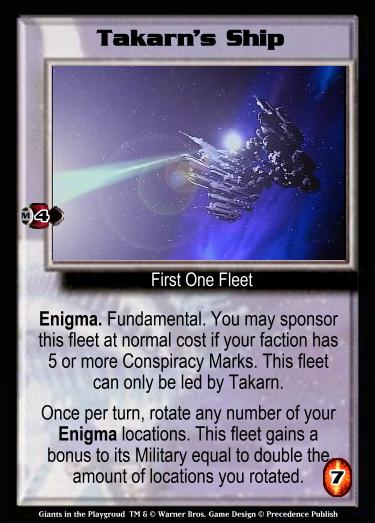 Takarn's Ship
M 4
First One Fleet
Enigma. Fundamental. You may sponsor
this fleet at normal cost if your faction has
5 or more Conspiracy Marks. This fleet
can only be led by Takarn.
Once per turn, rotate any number of your
Enigma locations. This fleet gains a
bonus to its Military equal to double the
amount of locations you rotated.
7
Giants in the Playgroud TM & © Warner Bros. Game Design © Precedence Publish